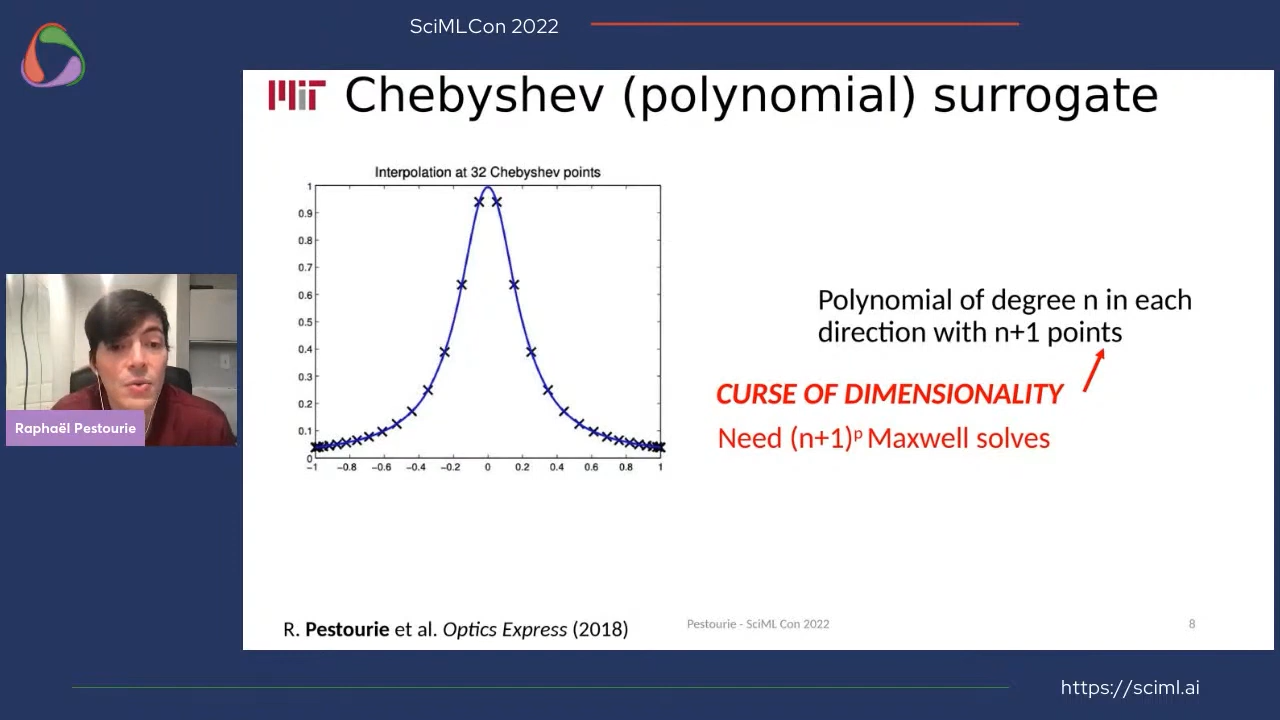 SciMLCon 2022
MIT Chebyshev (polynomial) surrogate
Interpolation at 32 Chebyshev points
1
0.9
0.8
0.7
0.6
0.5
0.4
0.3
0.2
0.1
0
−1 −0.8 −0.6 −0.4 −0.2 0 0.2 0.4 0.6 0.8 1
Polynomial of degree n in each
direction with n+1 points
CURSE OF DIMENSIONALITY
Need (n+1)ᵖ Maxwell solves
Raphaël Pestourie
R. Pestourie et al. Optics Express (2018)
Pestourie - SciML Con 2022
8
https://sciml.ai